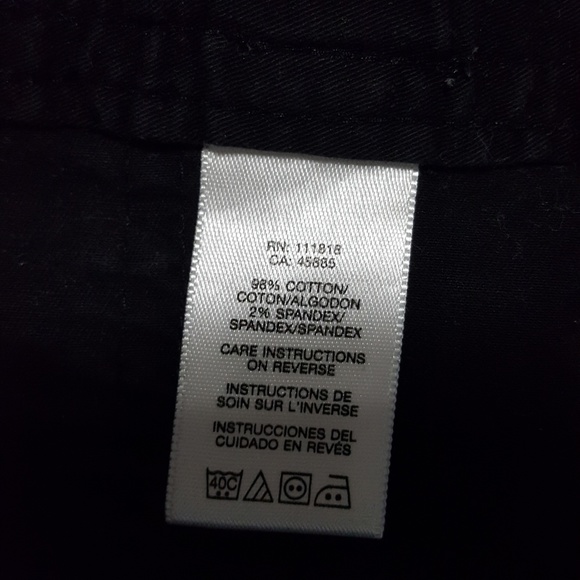 RN: 111818
CA: 45885
98% COTTON/
COTON/ALGODON
2% SPANDEX/
SPANDEX/SPANDEX
CARE INSTRUCTIONS
ON REVERSE
INSTRUCTIONS DE
SOIN SUR L'INVERSE
INSTRUCCIONES DEL
CUIDADO EN REVÉS
40C